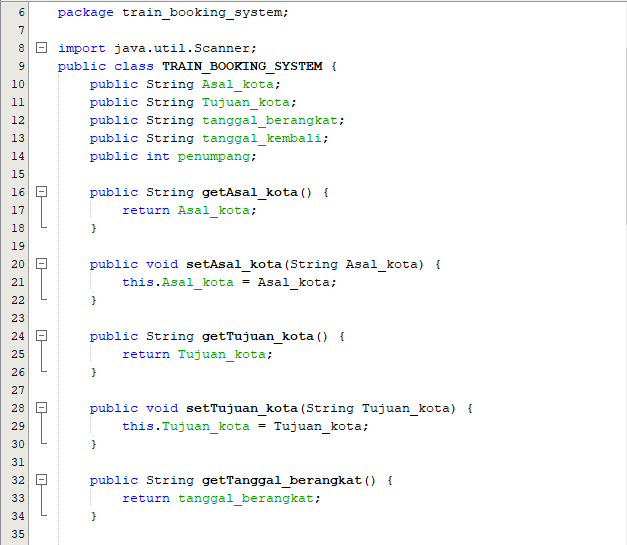 6 package train_booking_system;
7
8 import java.util.Scanner;
9 public class TRAIN_BOOKING_SYSTEM {
10 public String Asal_kota;
11 public String Tujuan_kota;
12 public String tanggal_berangkat;
13 public String tanggal_kembali;
14 public int penumpang;
15
16 public String getAsal_kota() {
17 return Asal_kota;
18 }
19
20 public void setAsal_kota(String Asal_kota) {
21 this.Asal_kota = Asal_kota;
22 }
23
24 public String getTujuan_kota() {
25 return Tujuan_kota;
26 }
27
28 public void setTujuan_kota(String Tujuan_kota) {
29 this.Tujuan_kota = Tujuan_kota;
30 }
31
32 public String getTanggal_berangkat() {
33 return tanggal_berangkat;
34 }
35